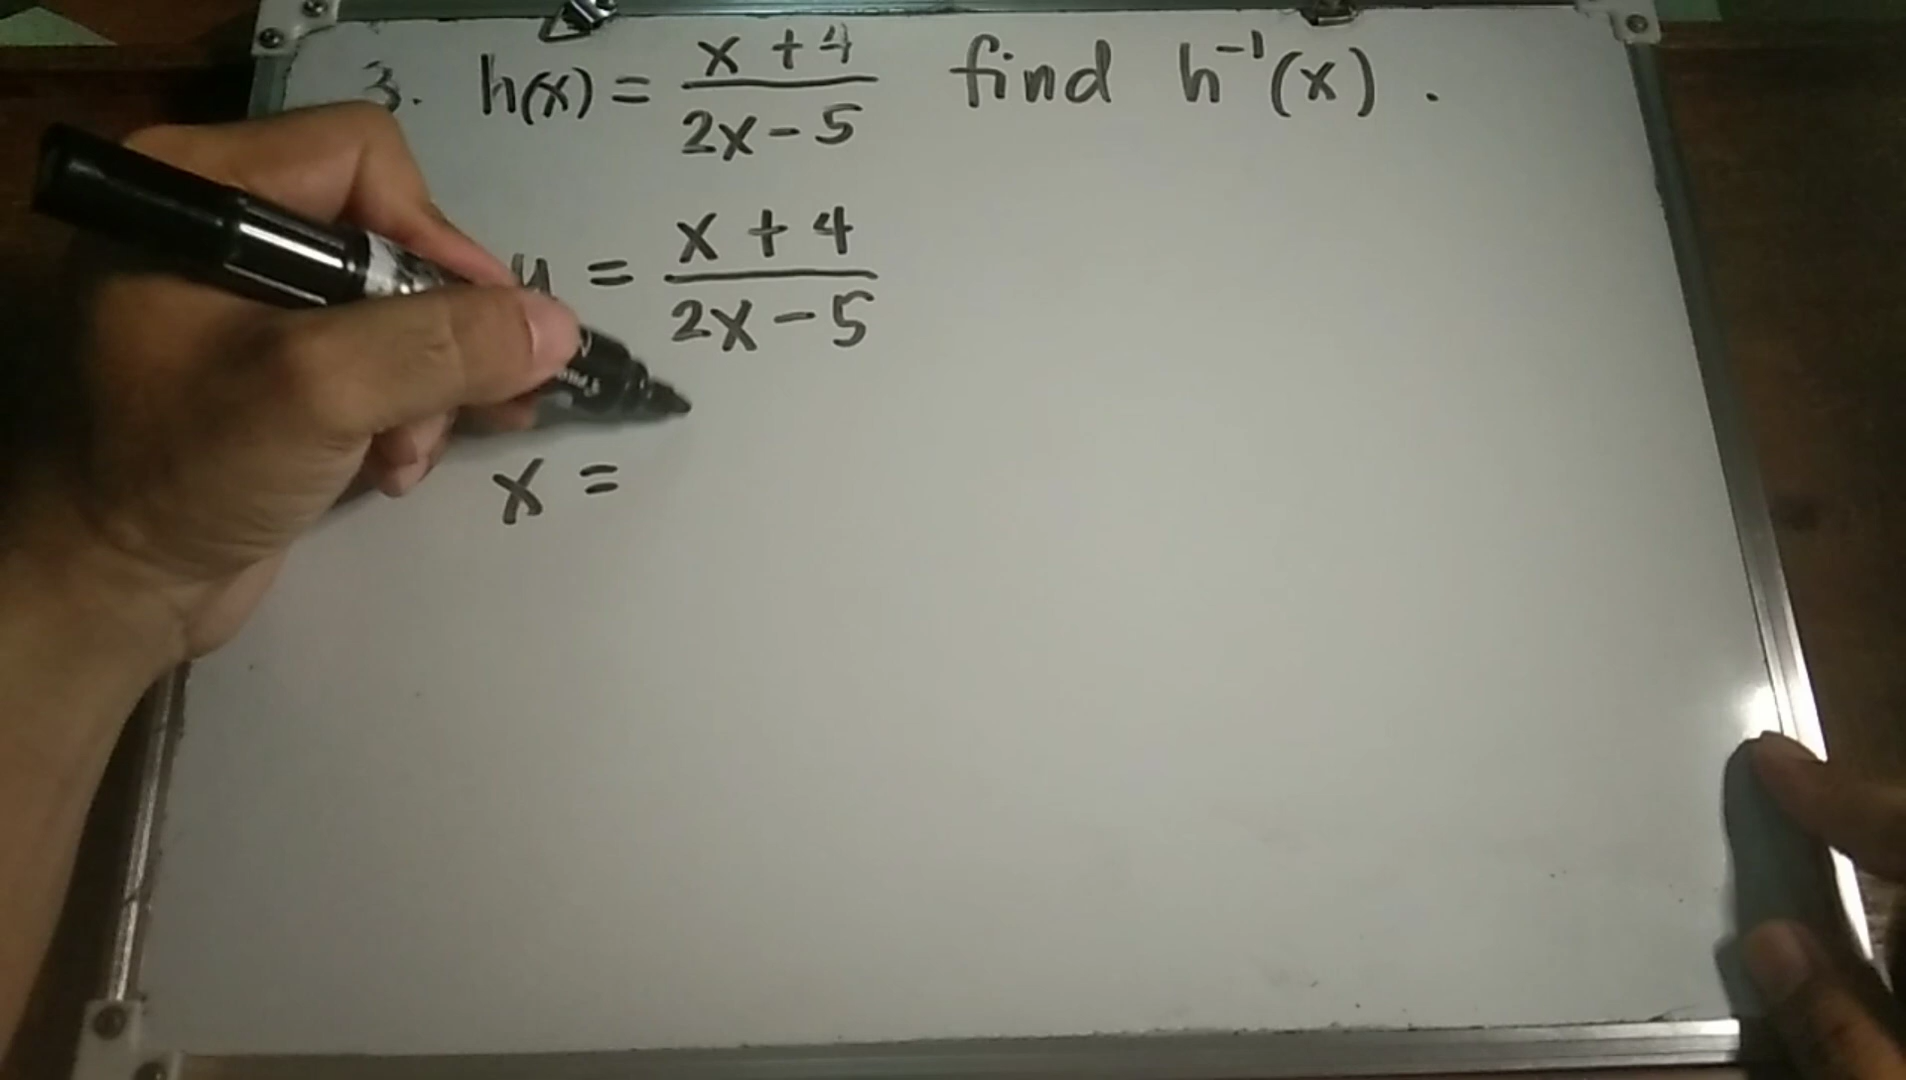 3. h(x) = x + 4 / 2x - 5 find h⁻¹(x).
y = x + 4 / 2x - 5
x =